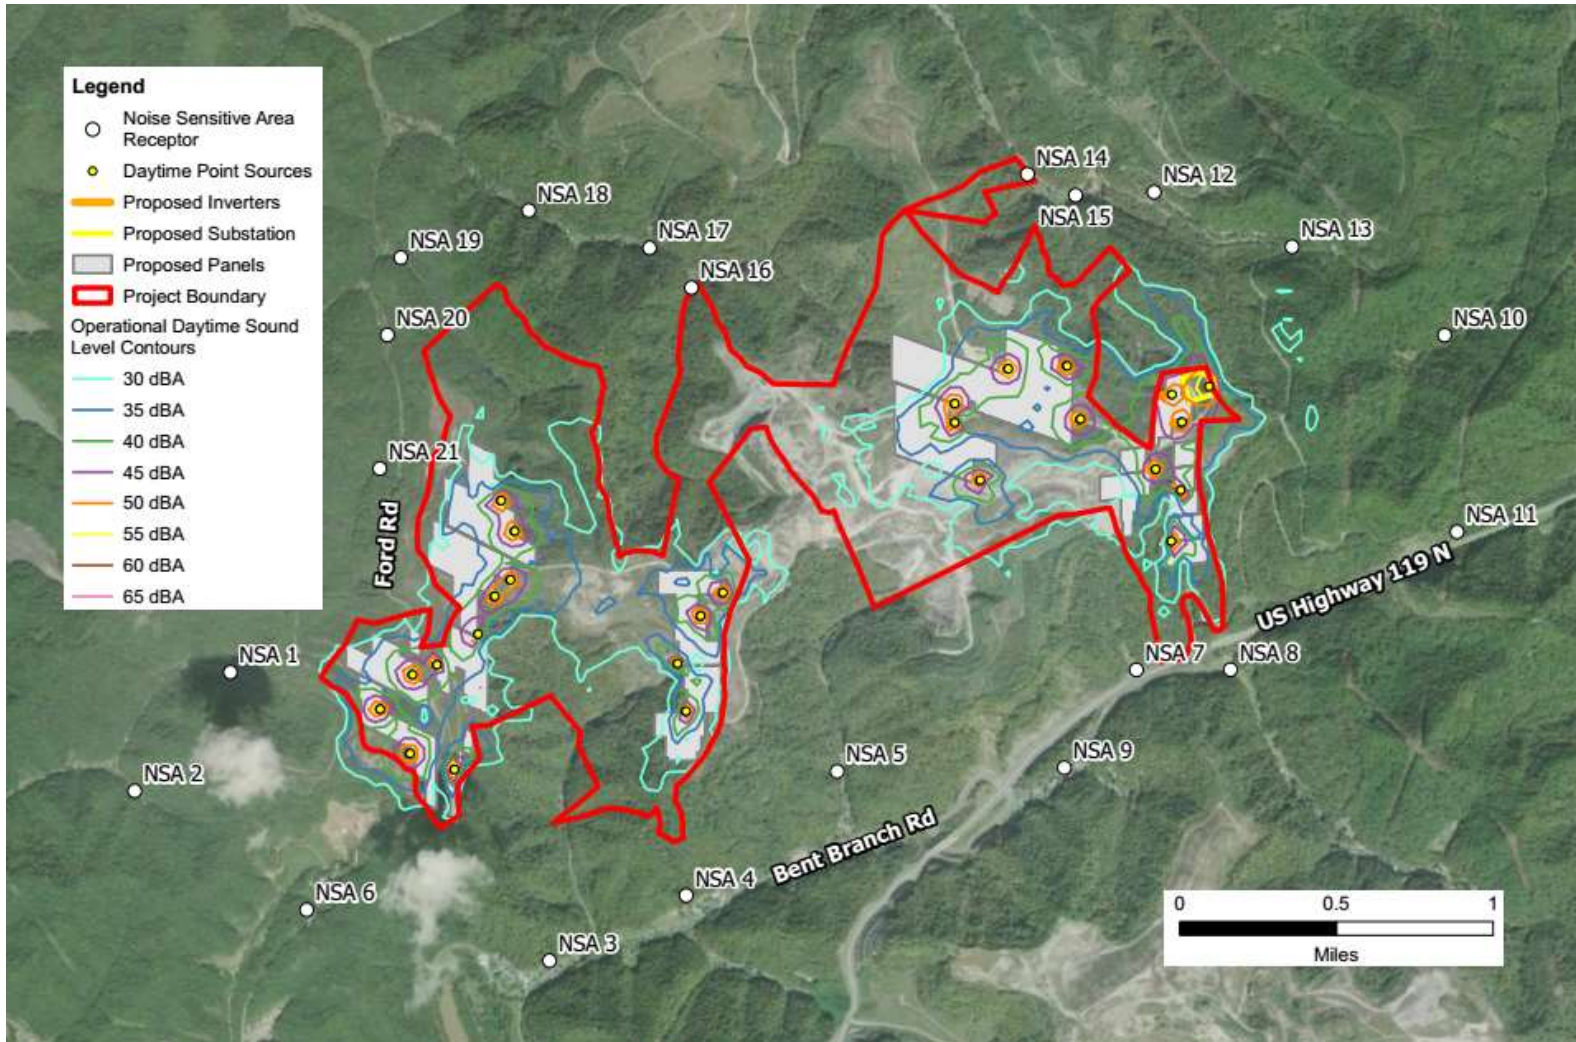 Legend
Noise Sensitive Area
Receptor
Daytime Point Sources
Proposed Inverters
Proposed Substation
Proposed Panels
Project Boundary
Operational Daytime Sound
Level Contours
30 dBA
35 dBA
40 dBA
45 dBA
50 dBA
55 dBA
60 dBA
65 dBA
NSA 14
NSA 12
NSA 18
NSA 15
NSA 17
NSA 13
NSA 19
NSA 16
NSA 20
NSA 10
NSA 21
NSA 11
Ford Rd
US Highway 119 N
NSA 1
NSA 7
NSA 8
NSA 2
NSA 5
NSA 9
Bent Branch Rd
NSA 4
NSA 6
NSA 3
0 0.5 1
Miles